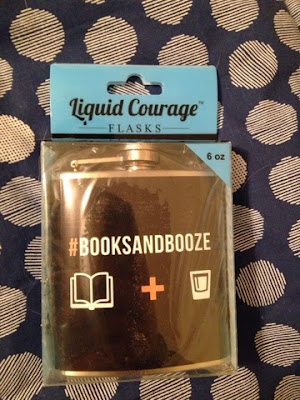 Liquid Courage™
FLASKS
6 oz
#BOOKSANDBOOZE
+